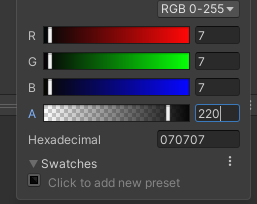 RGB 0-255
R 7
G 7
B 7
A 220
Hexadecimal 070707
Swatches
Click to add new preset